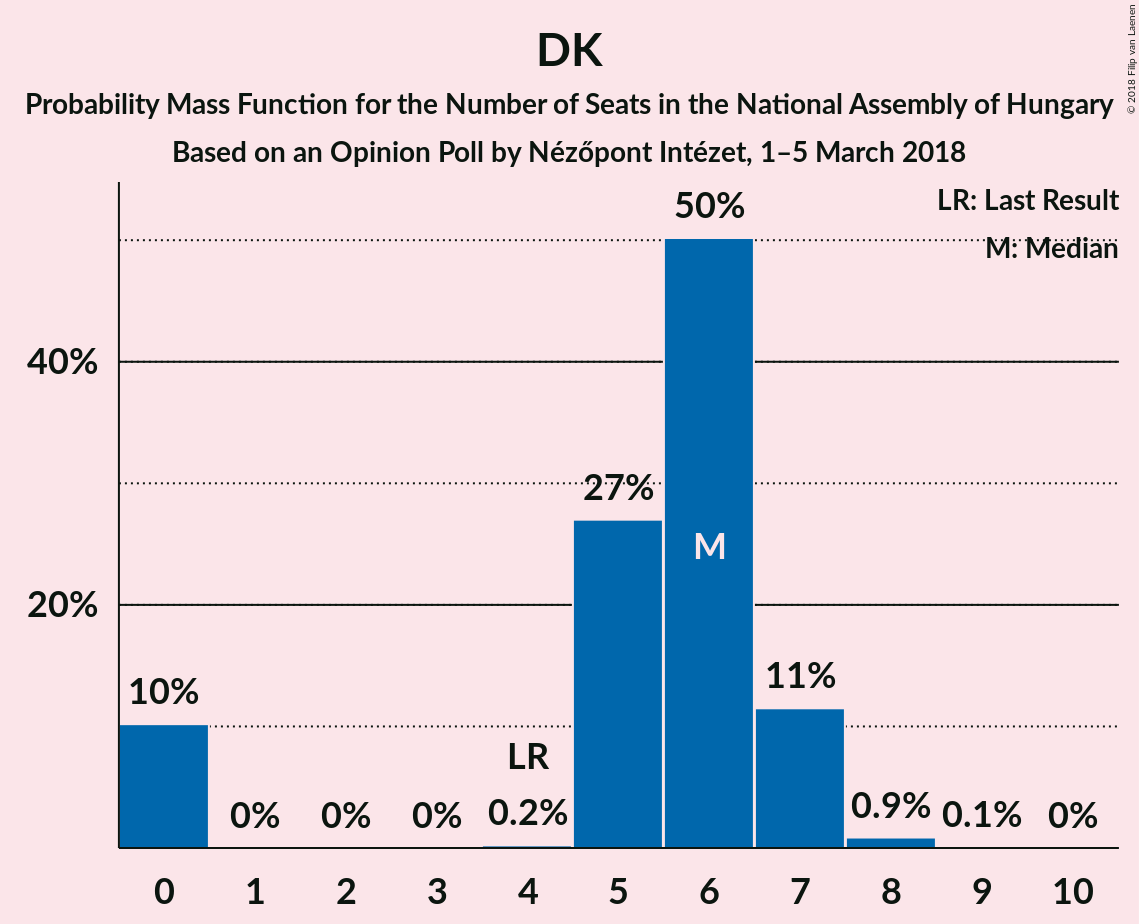 DK
Probability Mass Function for the Number of Seats in the National Assembly of Hungary
Based on an Opinion Poll by Nézőpont Intézet, 1–5 March 2018
© 2018 Filip van Laenen
LR: Last Result
M: Median
50%
40%
27%
M
20%
11%
10%
LR
0% 0% 0% 0.2% 0.9% 0.1% 0%
0 1 2 3 4 5 6 7 8 9 10